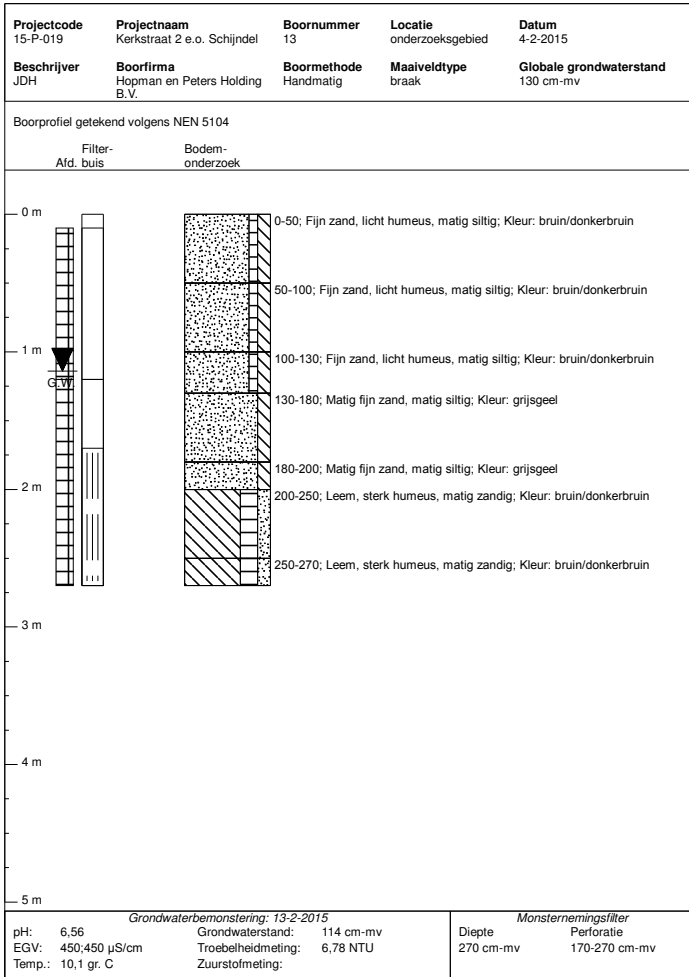 Projectcode Projectnaam Boornummer Locatie Datum
15-P-019 Kerkstraat 2 e.o. Schijndel 13 onderzoeksgebied 4-2-2015
Beschrijver Boorfirma Boormethode Maaiveldtype Globale grondwaterstand
JDH Hopman en Peters Holding Handmatig braak 130 cm-mv
B.V.
Boorprofiel getekend volgens NEN 5104
Filter- Bodem-
Afd. buis onderzoek
0 m
0-50; Fijn zand, licht humeus, matig siltig; Kleur: bruin/donkerbruin
50-100; Fijn zand, licht humeus, matig siltig; Kleur: bruin/donkerbruin
1 m
100-130; Fijn zand, licht humeus, matig siltig; Kleur: bruin/donkerbruin
G.W.
130-180; Matig fijn zand, matig siltig; Kleur: grijsgeel
180-200; Matig fijn zand, matig siltig; Kleur: grijsgeel
2 m
200-250; Leem, sterk humeus, matig zandig; Kleur: bruin/donkerbruin
250-270; Leem, sterk humeus, matig zandig; Kleur: bruin/donkerbruin
3 m
4 m
5 m
Grondwaterbemonstering: 13-2-2015 Monsternemingsfilter
pH: 6,56 Grondwaterstand: 114 cm-mv Diepte Perforatie
EGV: 450;450 µS/cm Troebelheidmeting: 6,78 NTU 270 cm-mv 170-270 cm-mv
Temp.: 10,1 gr. C Zuurstofmeting: